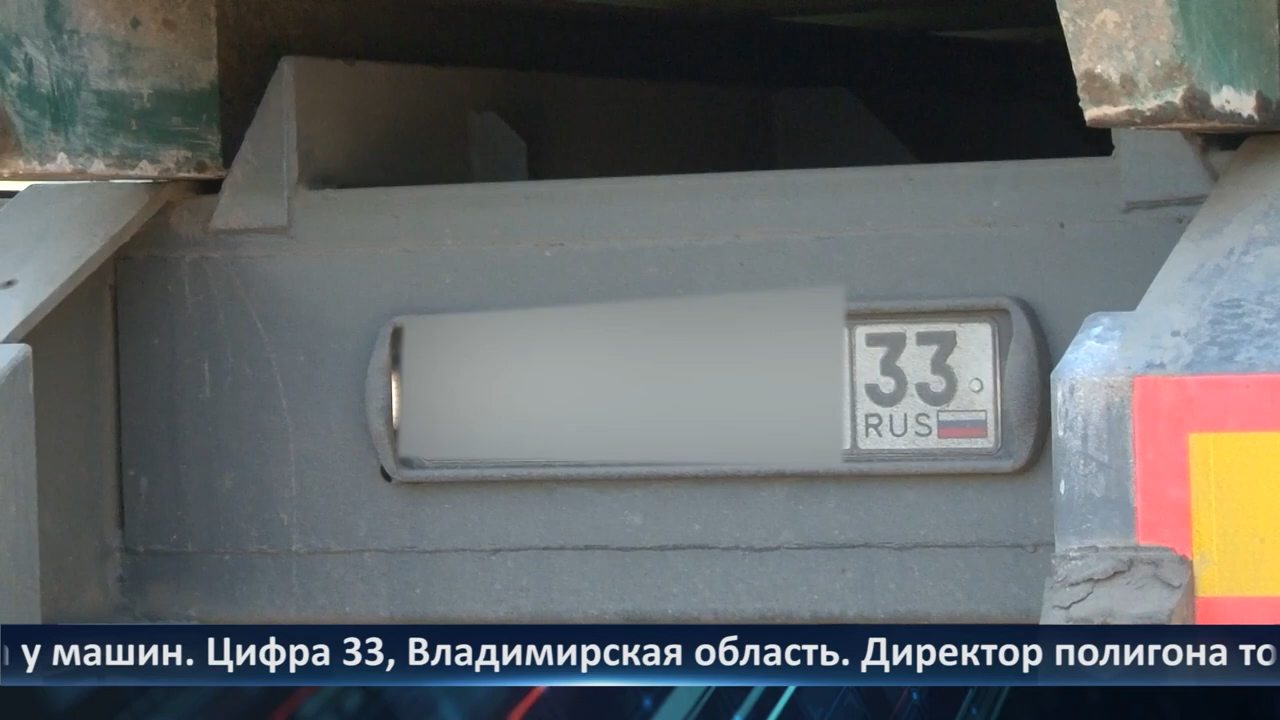 33
RUS
у машин. Цифра 33, Владимирская область. Директор полигона то